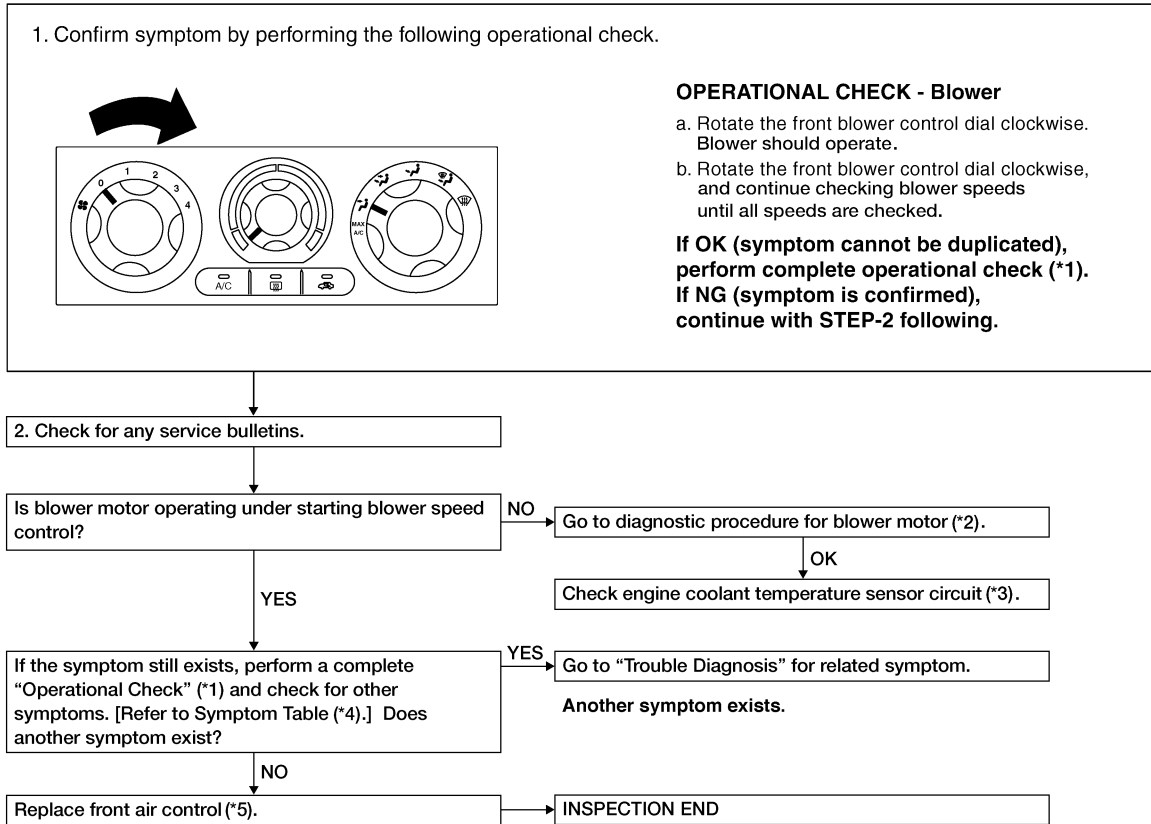 1. Confirm symptom by performing the following operational check.
OPERATIONAL CHECK - Blower
a. Rotate the front blower control dial clockwise.
Blower should operate.
b. Rotate the front blower control dial clockwise,
and continue checking blower speeds
until all speeds are checked.
If OK (symptom cannot be duplicated),
perform complete operational check (*1).
If NG (symptom is confirmed),
continue with STEP-2 following.
0 1 2 3 4
MAX
A/C
A/C
2. Check for any service bulletins.
Is blower motor operating under starting blower speed
control?
NO
Go to diagnostic procedure for blower motor (*2).
OK
Check engine coolant temperature sensor circuit (*3).
YES
If the symptom still exists, perform a complete
“Operational Check” (*1) and check for other
symptoms. [Refer to Symptom Table (*4).] Does
another symptom exist?
YES
Go to “Trouble Diagnosis” for related symptom.
Another symptom exists.
NO
Replace front air control (*5).
INSPECTION END